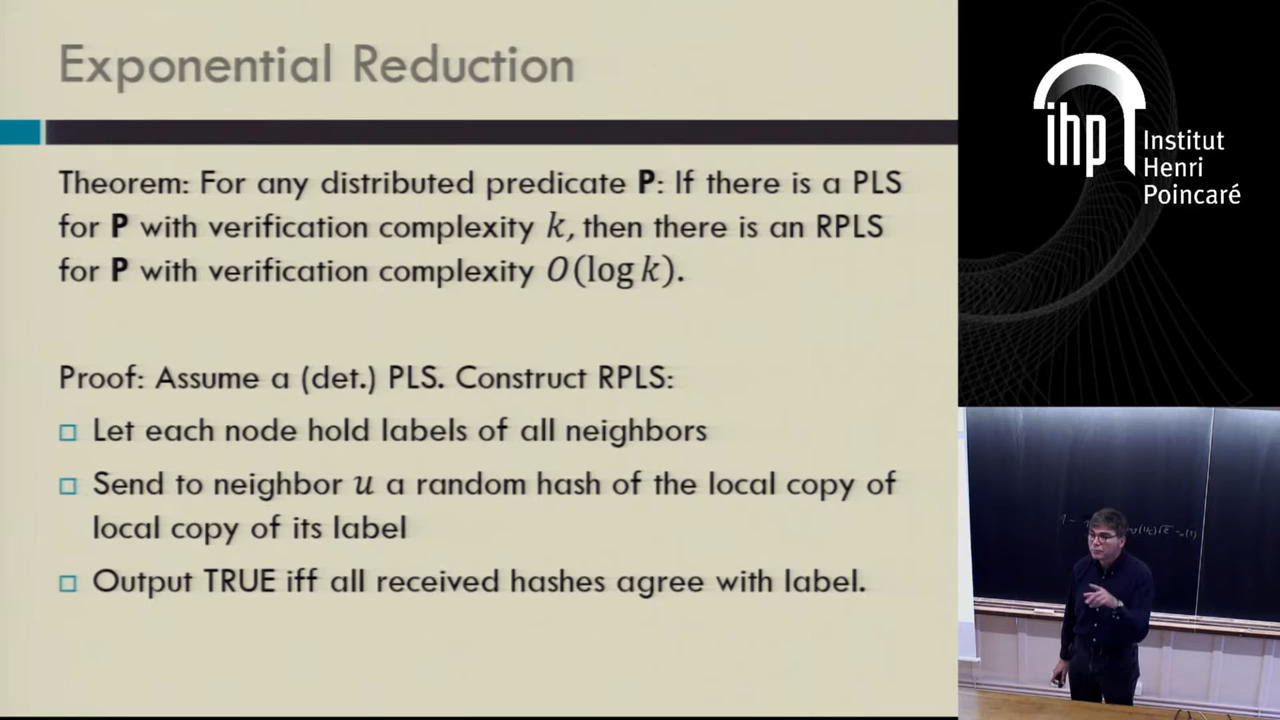 Exponential Reduction
Theorem: For any distributed predicate P: If there is a PLS
for P with verification complexity k, then there is an RPLS
for P with verification complexity O(log k).
Proof: Assume a (det.) PLS. Construct RPLS:
Let each node hold labels of all neighbors
Send to neighbor u a random hash of the local copy of
local copy of its label
Output TRUE iff all received hashes agree with label.
ihp
Institut
Henri
Poincaré